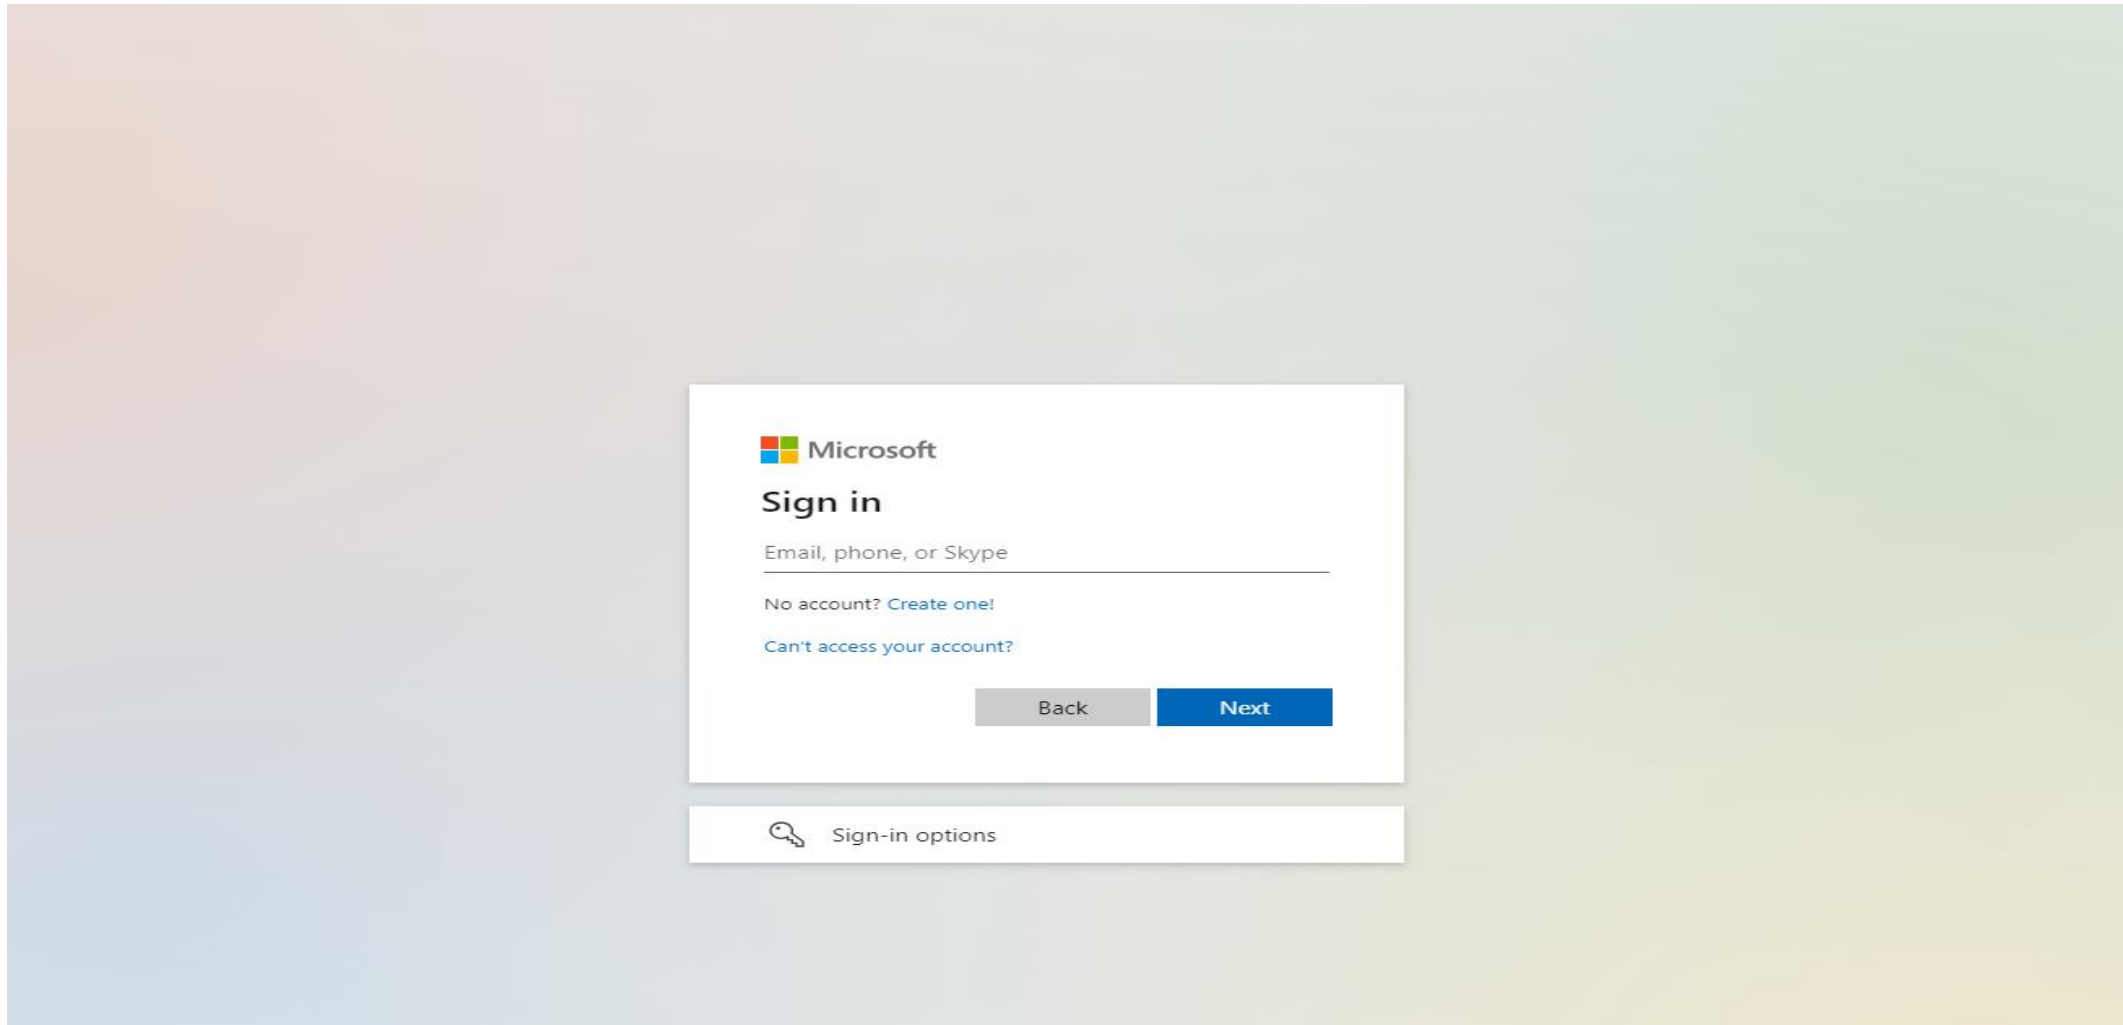 Microsoft
Sign in
Email, phone, or Skype
No account? Create one!
Can't access your account?
Back
Next
Sign-in options